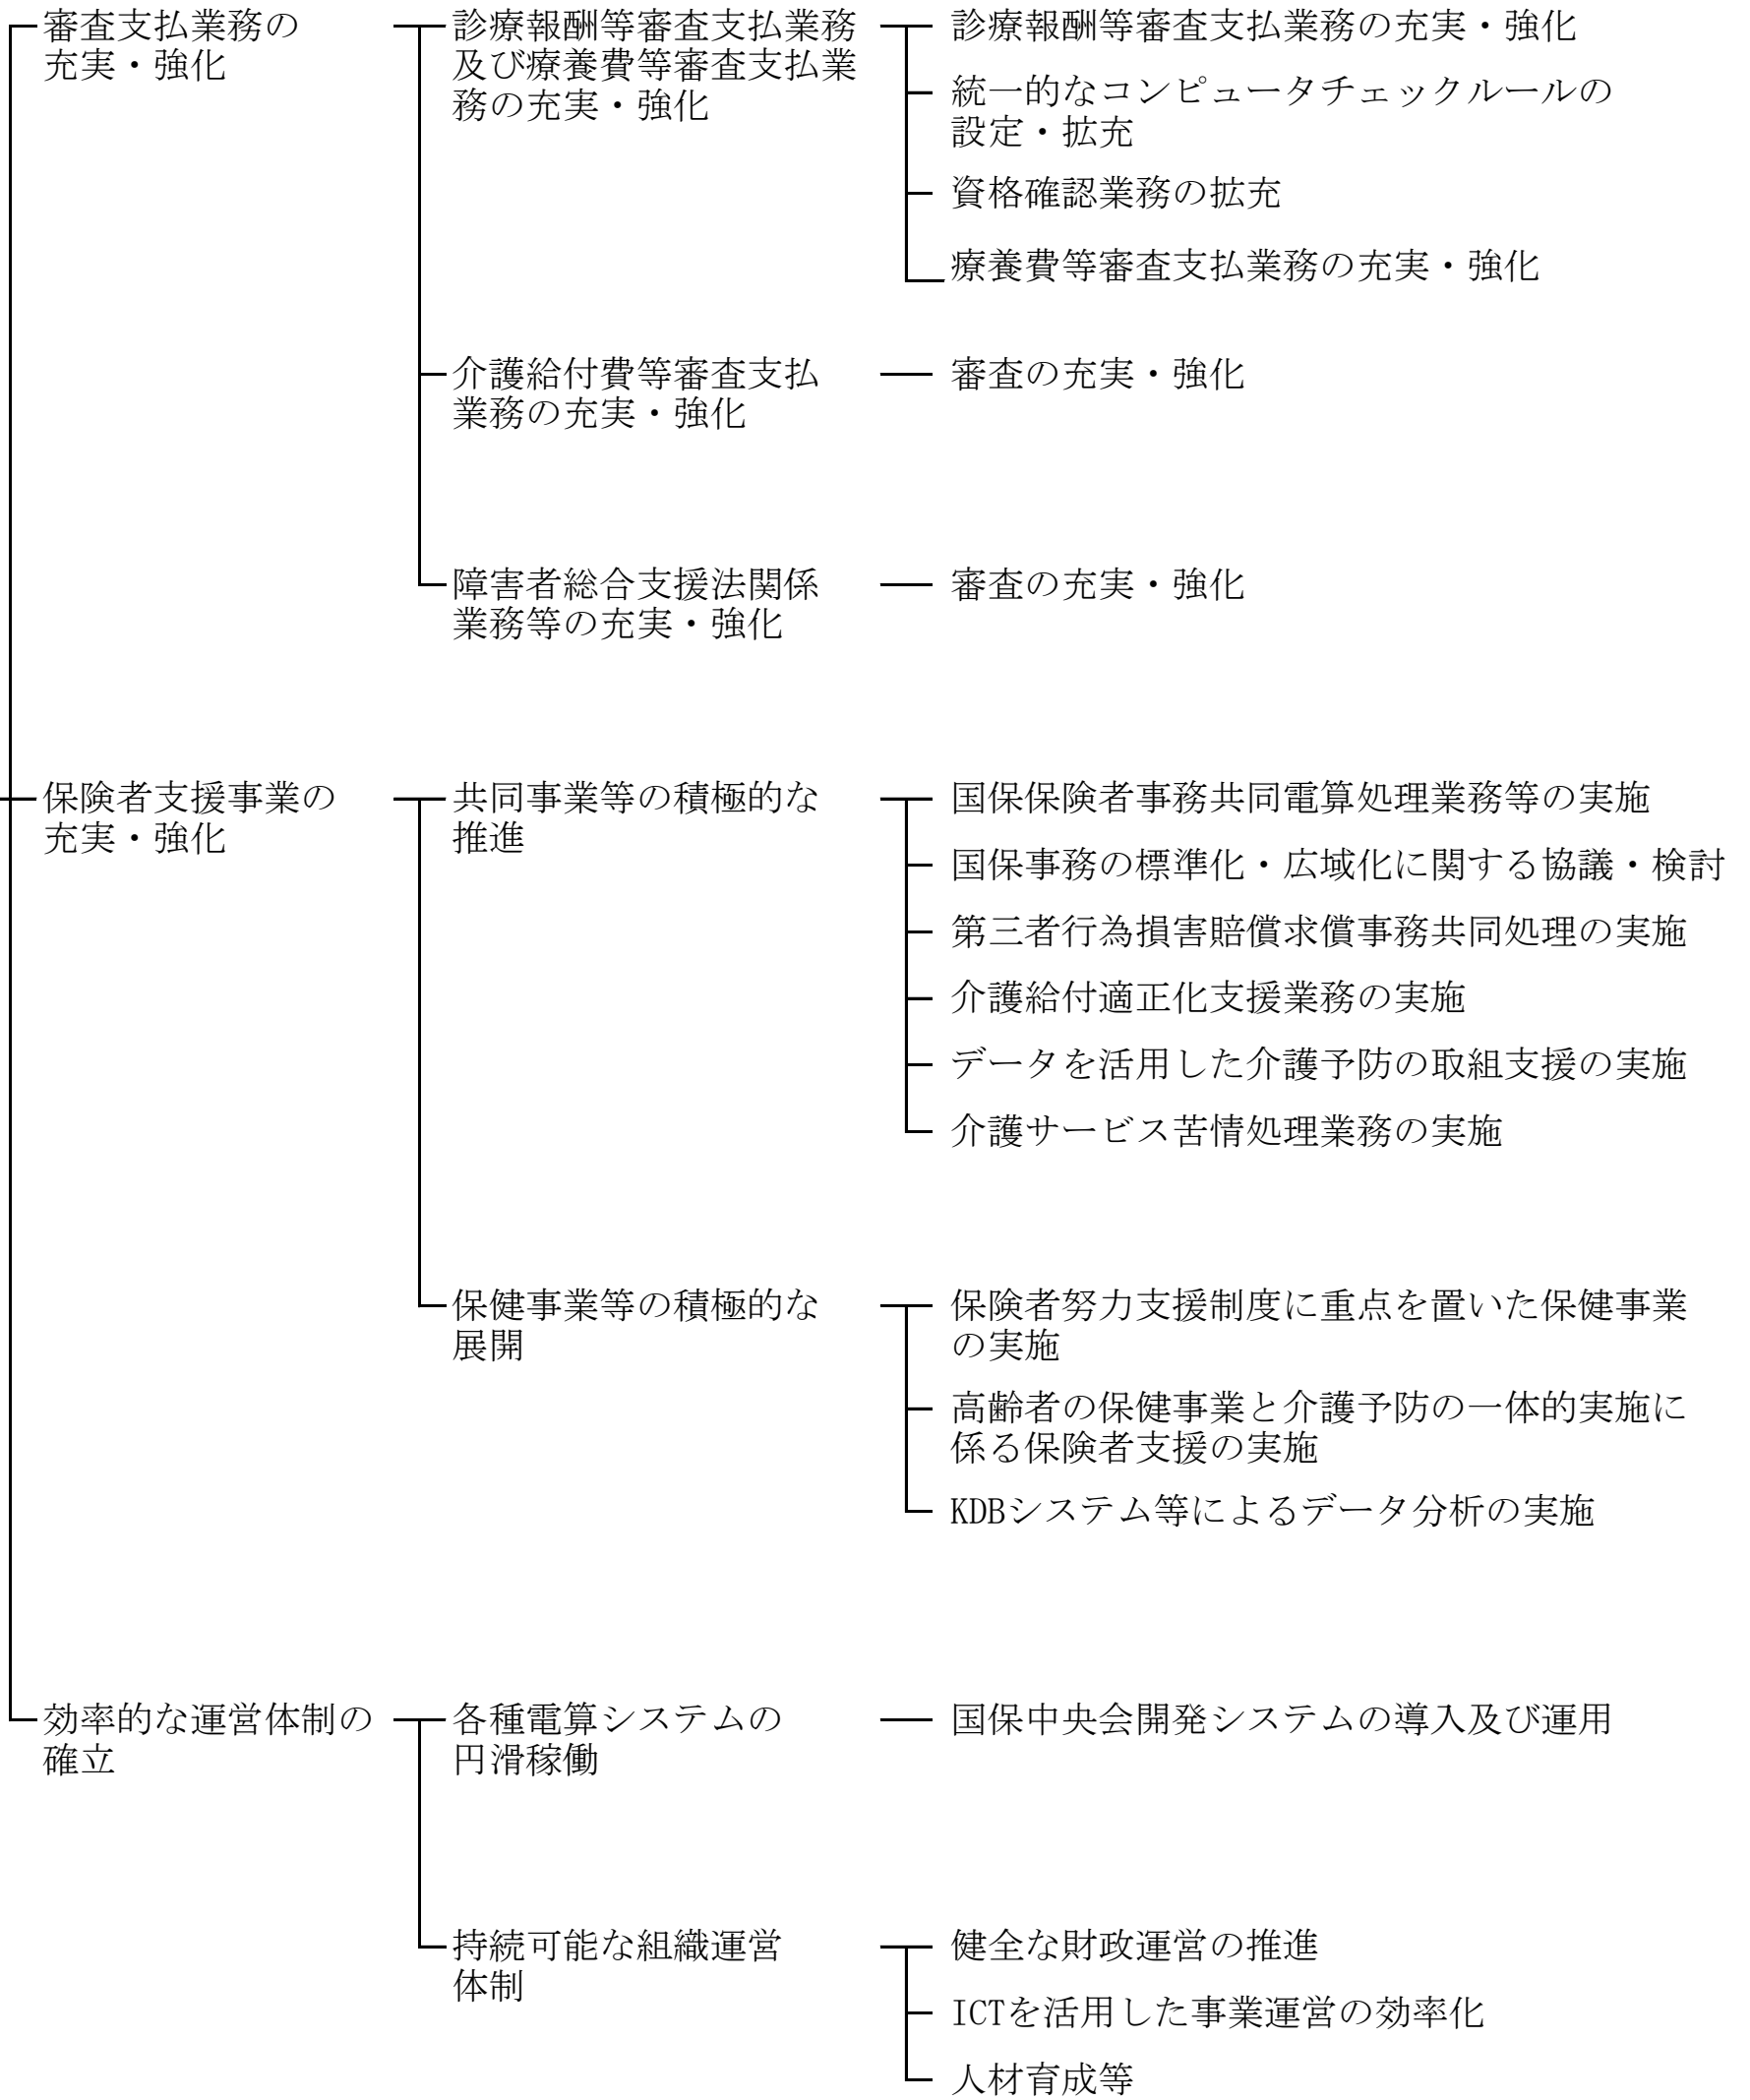 審査支払業務の
充実・強化
診療報酬等審査支払業務
及び療養費等審査支払業
務の充実・強化
診療報酬等審査支払業務の充実・強化
統一的なコンピュータチェックルールの
設定・拡充
資格確認業務の拡充
療養費等審査支払業務の充実・強化
介護給付費等審査支払
業務の充実・強化
審査の充実・強化
障害者総合支援法関係
業務等の充実・強化
審査の充実・強化
保険者支援事業の
充実・強化
共同事業等の積極的な
推進
国保保険者事務共同電算処理業務等の実施
国保事務の標準化・広域化に関する協議・検討
第三者行為損害賠償求償事務共同処理の実施
介護給付適正化支援業務の実施
データを活用した介護予防の取組支援の実施
介護サービス苦情処理業務の実施
保健事業等の積極的な
展開
保険者努力支援制度に重点を置いた保健事業
の実施
高齢者の保健事業と介護予防の一体的実施に
係る保険者支援の実施
KDBシステム等によるデータ分析の実施
効率的な運営体制の
確立
各種電算システムの
円滑稼働
国保中央会開発システムの導入及び運用
持続可能な組織運営
体制
健全な財政運営の推進
ICTを活用した事業運営の効率化
人材育成等